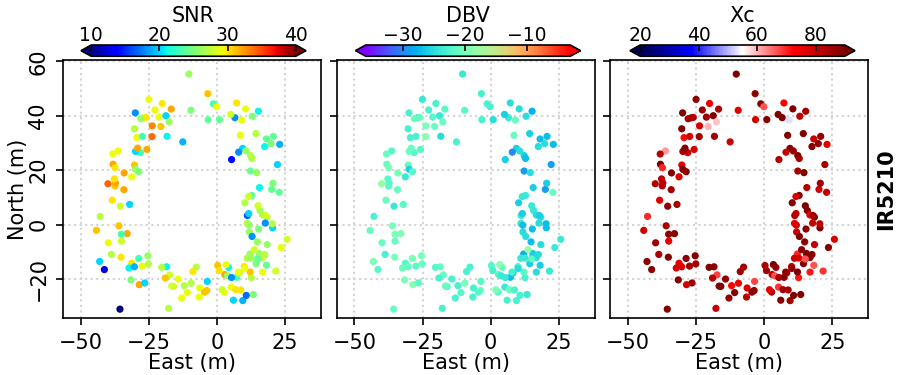 SNR DBV Xc
10 20 30 40 −30 −20 −10 20 40 60 80
60
40
20
0
−20
North (m)
IR5210
−50 −25 0 25 −50 −25 0 25 −50 −25 0 25
East (m) East (m) East (m)